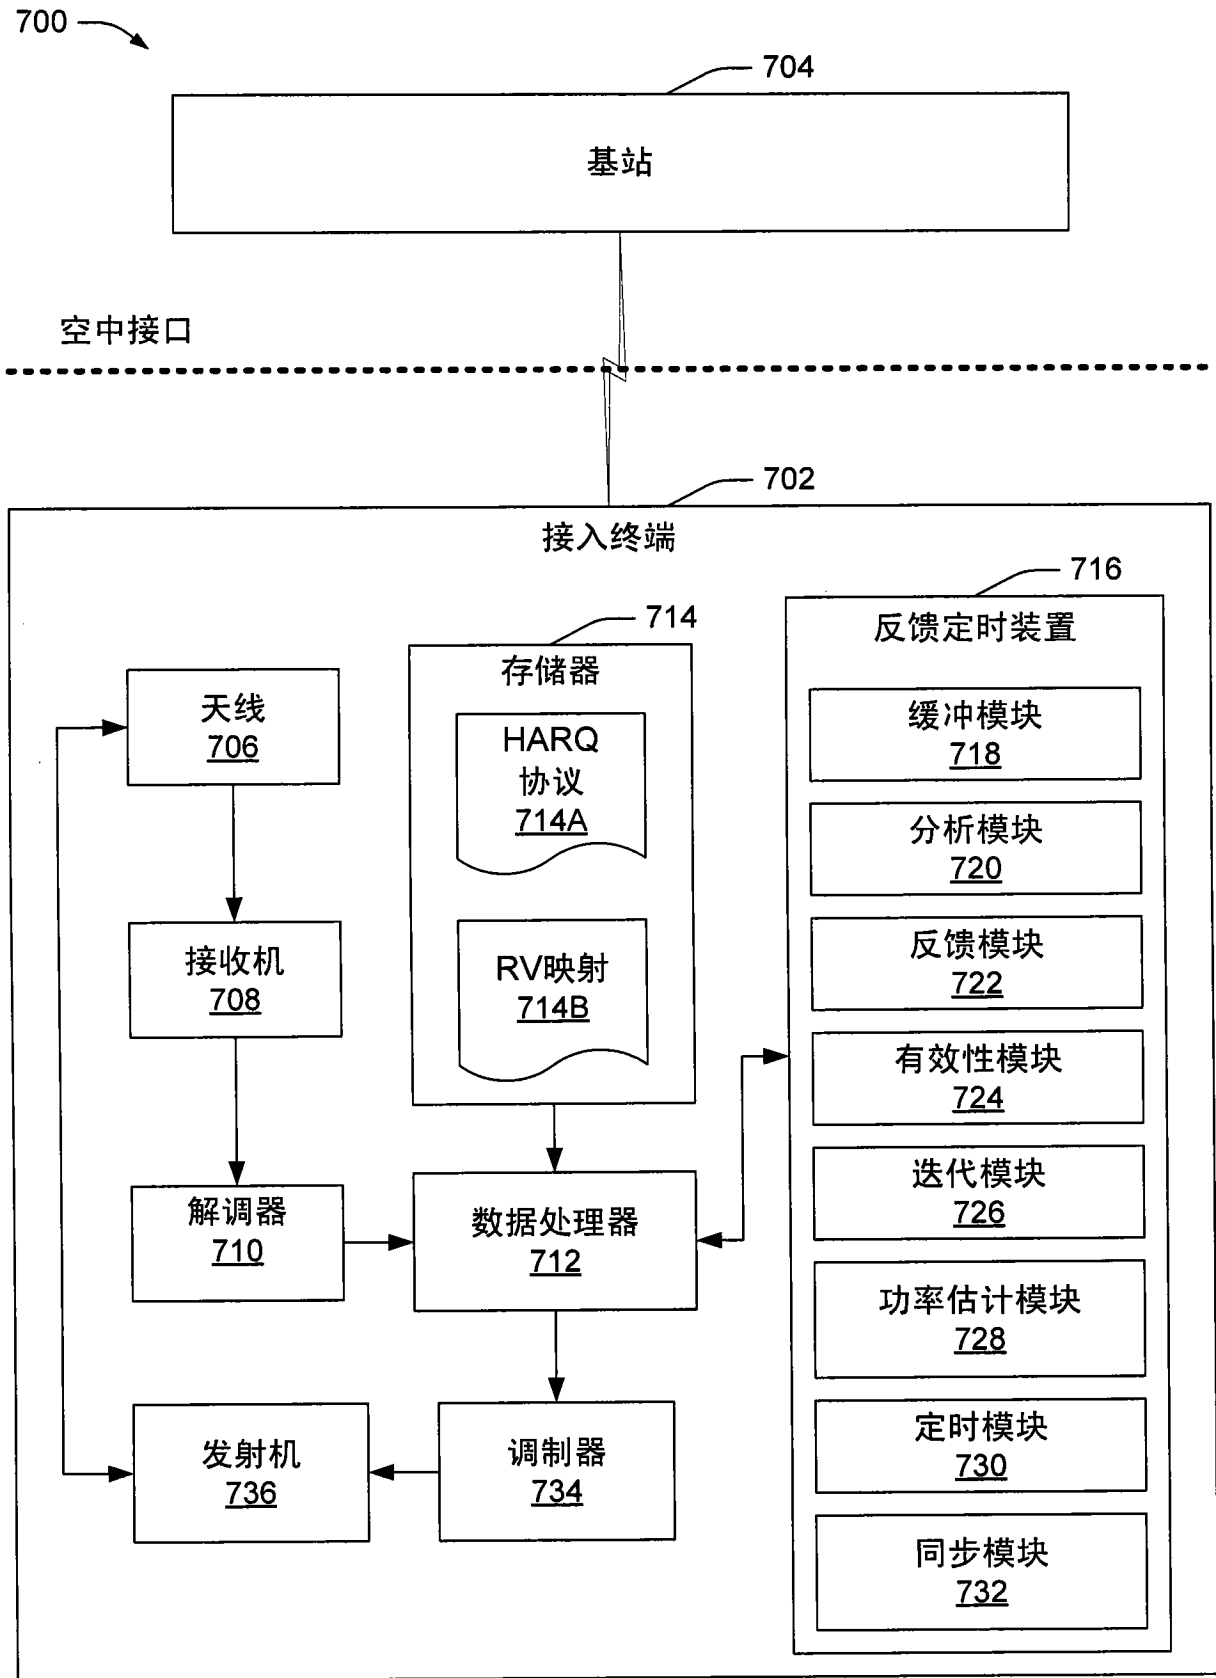 700
704
基站
空中接口
702
接入终端
716
反馈定时装置
714
存储器
天线
706
HARQ
协议
714A
缓冲模块
718
分析模块
720
接收机
708
RV映射
714B
反馈模块
722
有效性模块
724
解调器
710
数据处理器
712
迭代模块
726
功率估计模块
728
发射机
736
调制器
734
定时模块
730
同步模块
732